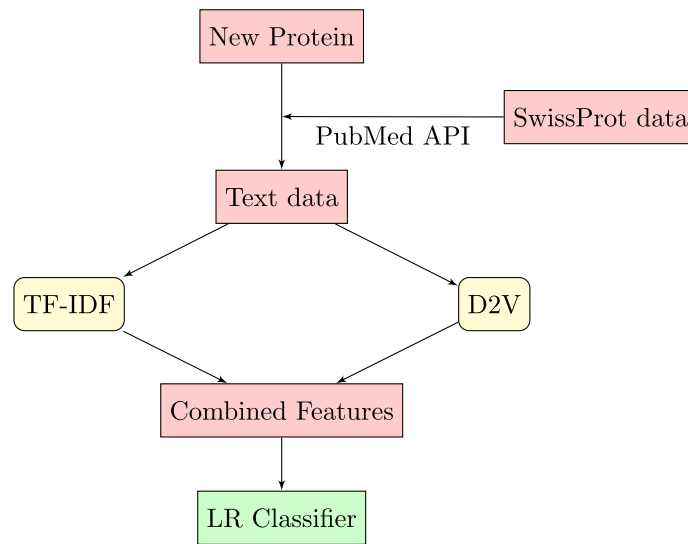 New Protein
SwissProt data
PubMed API
Text data
TF-IDF
D2V
Combined Features
LR Classifier